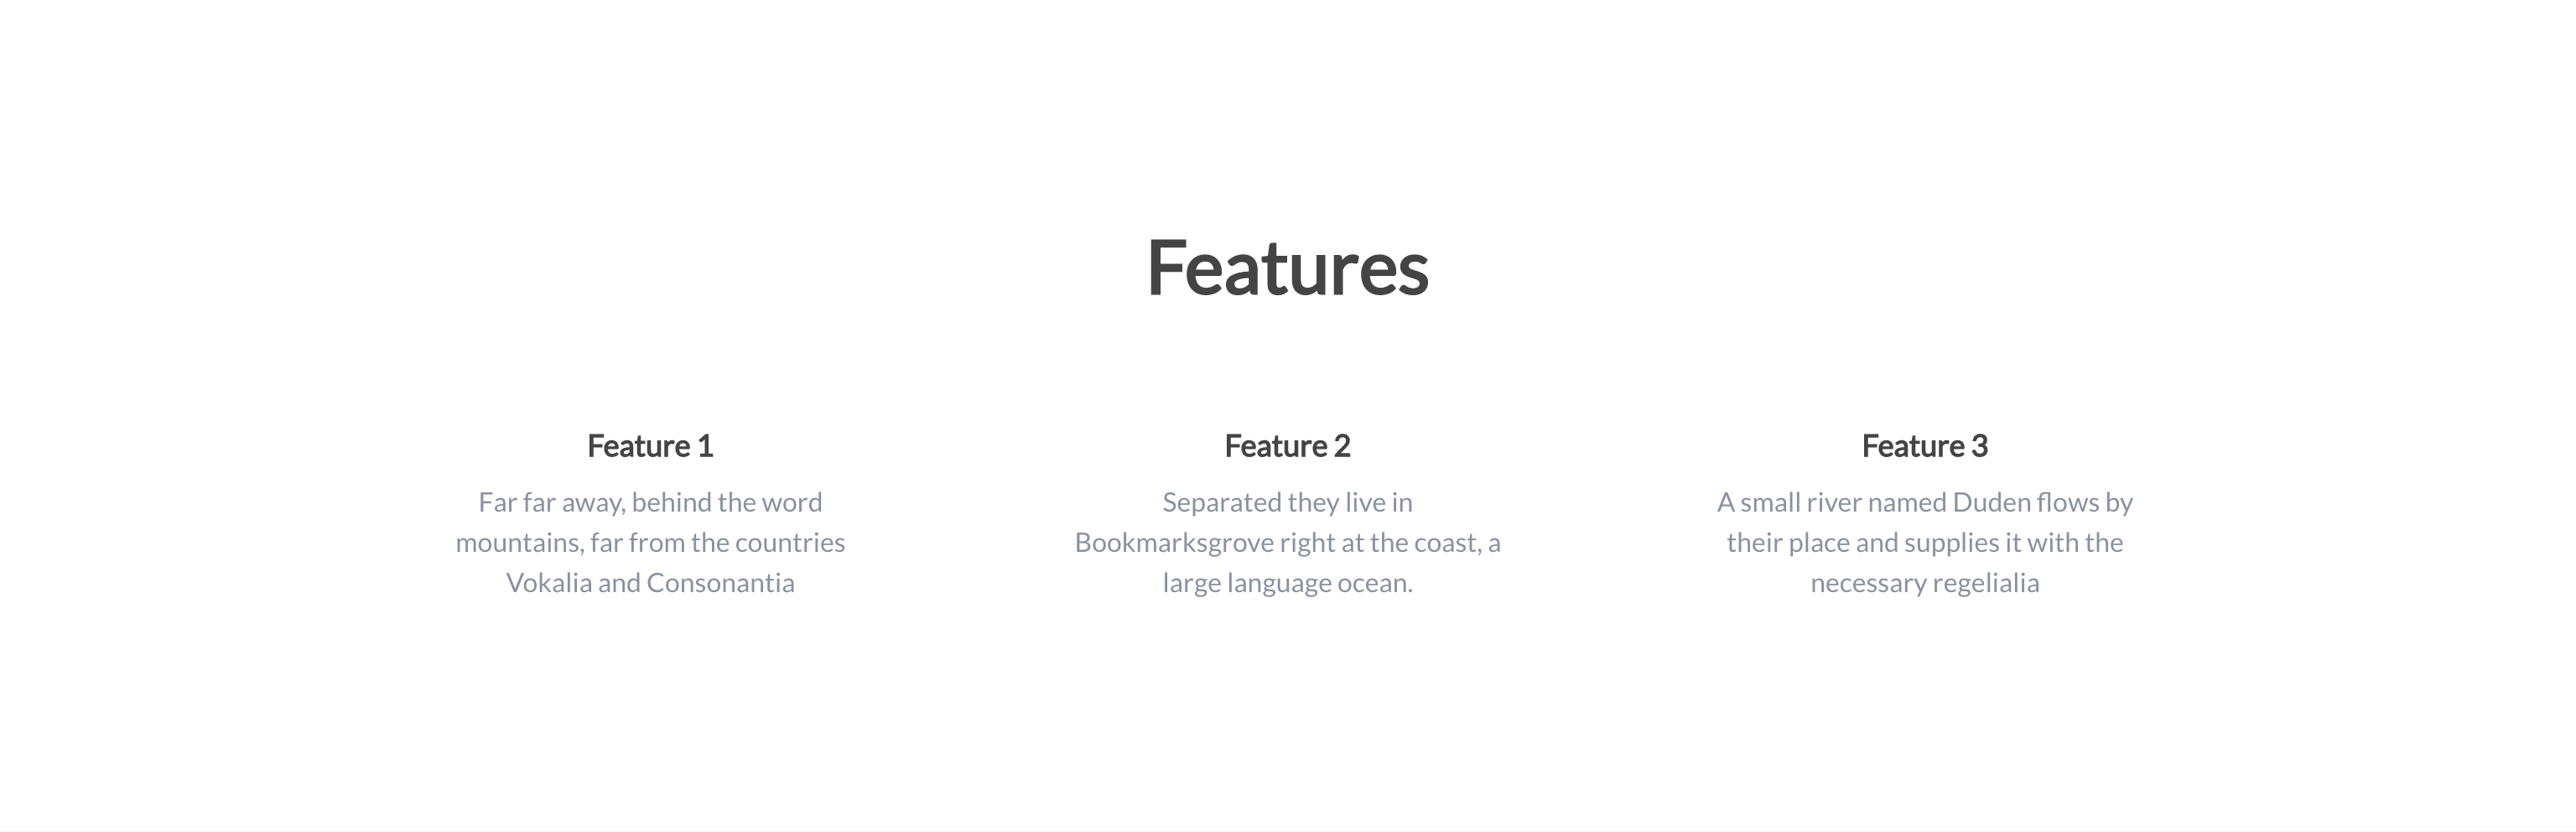 Features
Feature 1
Far far away, behind the word
mountains, far from the countries
Vokalia and Consonantia
Feature 2
Separated they live in
Bookmarksgrove right at the coast, a
large language ocean.
Feature 3
A small river named Duden flows by
their place and supplies it with the
necessary regelialia